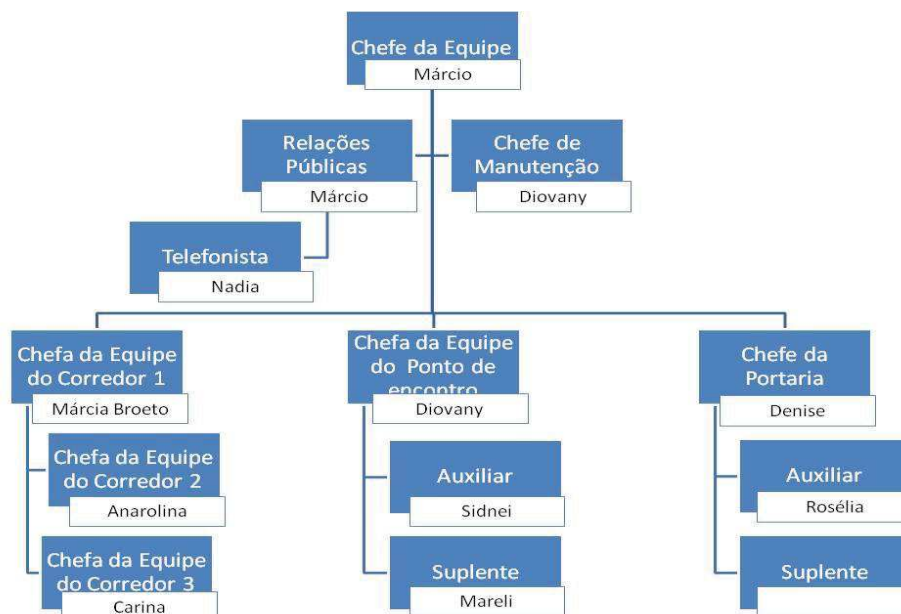 Chefe da Equipe
Márcio
Relações
Públicas
Márcio
Chefe de
Manutenção
Diovany
Telefonista
Nadia
Chefa da Equipe
do Corredor 1
Márcia Broeto
Chefa da Equipe
do Corredor 2
Anarolina
Chefa da Equipe
do Corredor 3
Carina
Chefa da Equipe
do Ponto de
encontro
Diovany
Auxiliar
Sidnei
Suplente
Mareli
Chefe da
Portaria
Denise
Auxiliar
Rosélia
Suplente